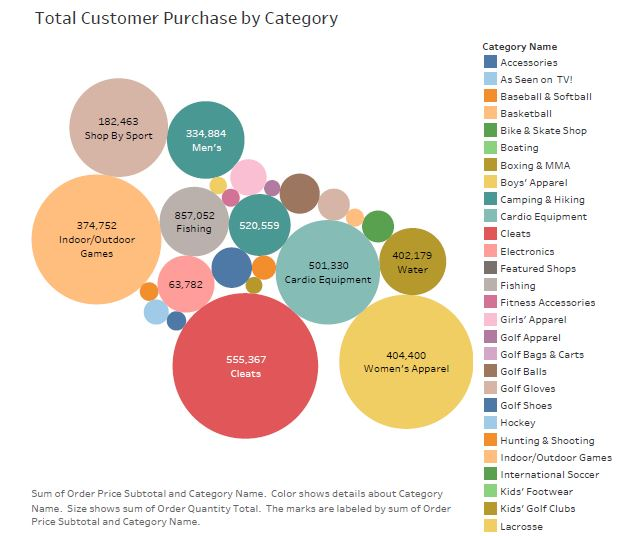 Total Customer Purchase by Category
182,463
Shop By Sport
334,884
Men's
374,752
Indoor/Outdoor
Games
857,052
Fishing
520,559
63,782
501,330
Cardio Equipment
402,179
Water
555,367
Cleats
404,400
Women's Apparel
Category Name
Accessories
As Seen on TV!
Baseball & Softball
Basketball
Bike & Skate Shop
Boating
Boxing & MMA
Boys' Apparel
Camping & Hiking
Cardio Equipment
Cleats
Electronics
Featured Shops
Fishing
Fitness Accessories
Girls' Apparel
Golf Apparel
Golf Bags & Carts
Golf Balls
Golf Gloves
Golf Shoes
Hockey
Hunting & Shooting
Indoor/Outdoor Games
International Soccer
Kids' Footwear
Kids' Golf Clubs
Lacrosse
Sum of Order Price Subtotal and Category Name. Color shows details about Category
Name. Size shows sum of Order Quantity Total. The marks are labeled by sum of Order
Price Subtotal and Category Name.